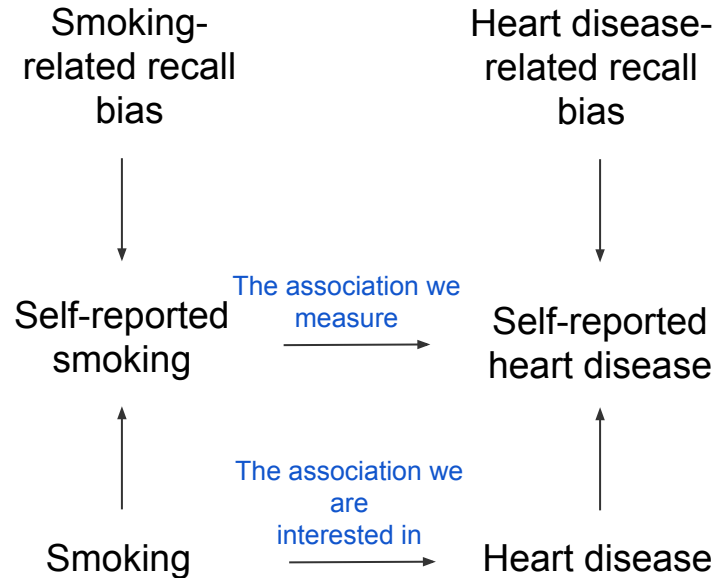 Smoking-
related recall
bias
Heart disease-
related recall
bias
The association we
measure
Self-reported
smoking
Self-reported
heart disease
The association we
are
interested in
Smoking
Heart disease